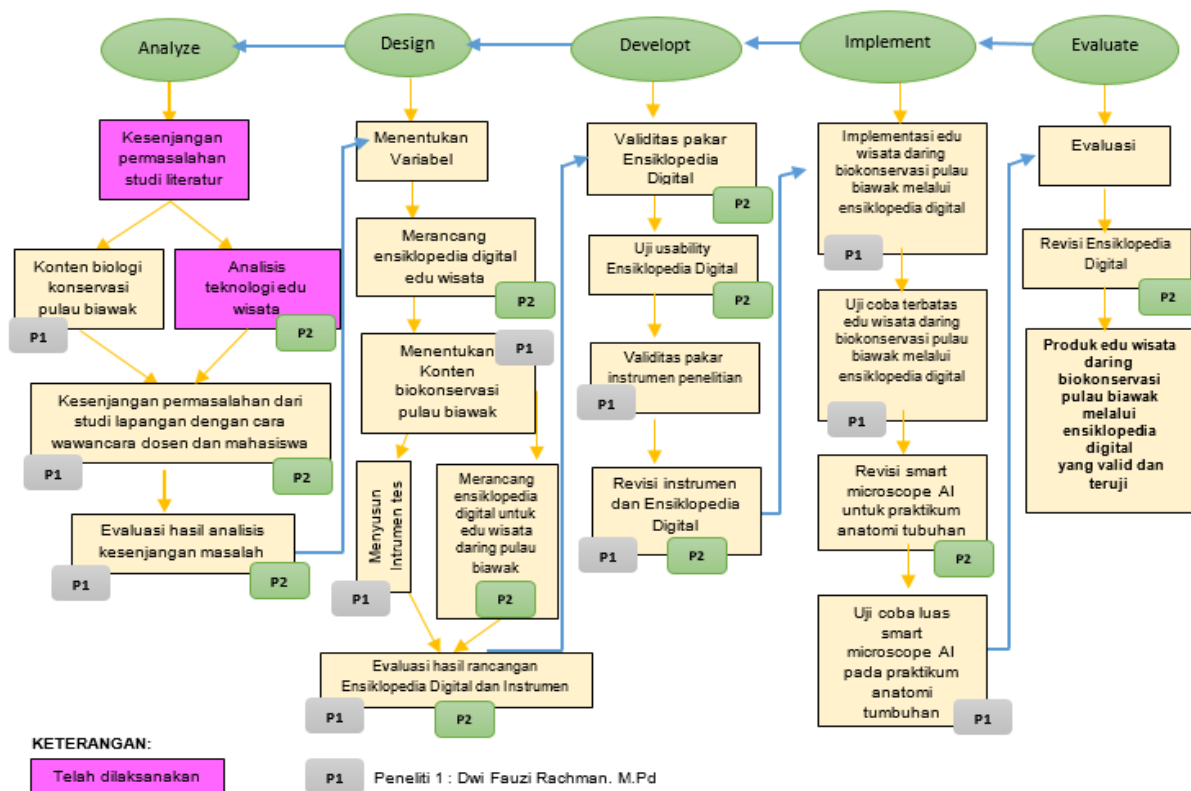 Analyze
Design
Developt
Implement
Evaluate
Kesenjangan
permasalahan
studi literatur
Konten biologi
konservasi
pulau biawak
P1
Analisis
teknologi edu
wisata
P2
Kesenjangan permasalahan dari
studi lapangan dengan cara
wawancara dosen dan mahasiswa
P1
P2
Evaluasi hasil analisis
kesenjangan masalah
P1
P2
Menentukan
Variabel
Merancang
ensiklopedia digital
edu wisata
P2
Menentukan
Konten
biokonservasi
pulau biawak
P1
Menyusun
Intrumen tes
P1
Merancang
ensiklopedia
digital untuk
edu wisata
daring pulau
biawak
P2
Evaluasi hasil rancangan
Ensiklopedia Digital dan Instrumen
P1
P2
Validitas pakar
Ensiklopedia
Digital
P2
Uji usability
Ensiklopedia Digital
P2
Validitas pakar
instrumen penelitian
P1
Revisi instrumen
dan Ensiklopedia
Digital
P1
P2
Implementasi edu
wisata daring
biokonservasi pulau
biawak melalui
ensiklopedia digital
P1
Uji coba terbatas
edu wisata daring
biokonservasi pulau
biawak melalui
ensiklopedia digital
P1
Revisi smart
microscope AI
untuk praktikum
anatomi tubuhan
P2
Uji coba luas
smart
microscope AI
pada praktikum
anatomi
tumbuhan
P1
Evaluasi
Revisi Ensiklopedia
Digital
P2
Produk edu wisata
daring
biokonservasi
pulau biawak
melalui
ensiklopedia
digital
yang valid dan
teruji
KETERANGAN:
Telah dilaksanakan
P1 Peneliti 1 : Dwi Fauzi Rachman. M.Pd